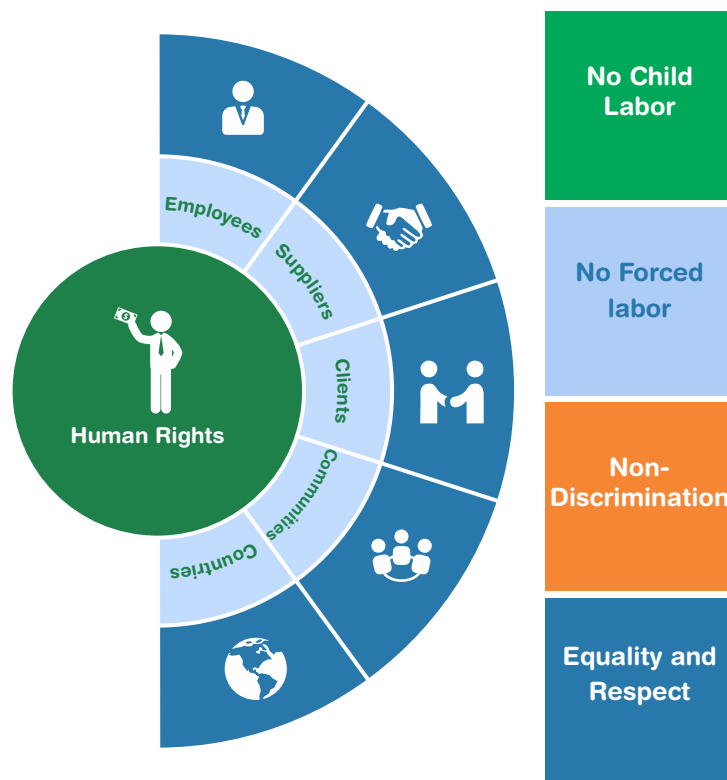 Employees
Suppliers
Clients
Communities
Countries
Human Rights
No Child
Labor
No Forced
labor
Non-
Discrimination
Equality and
Respect